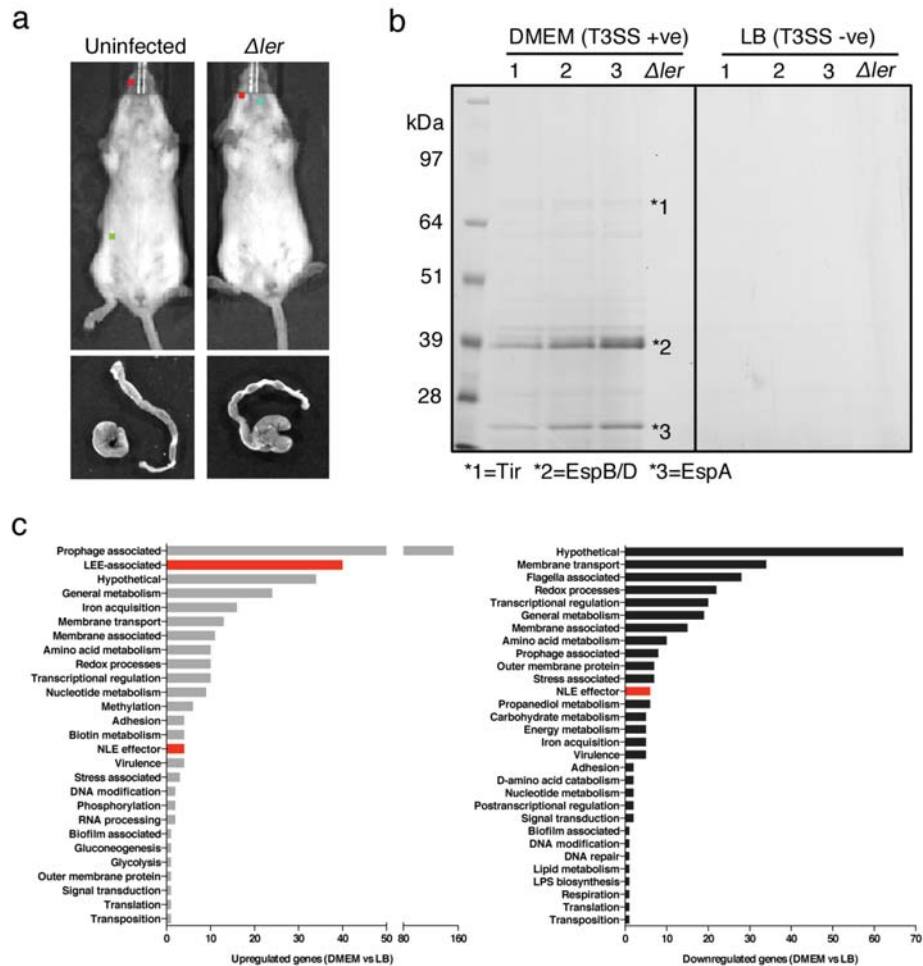 a
Uninfected Δler
b
DMEM (T3SS +ve) LB (T3SS -ve)
1 2 3 Δler 1 2 3 Δler
kDa
97
64
51
39
28
*1
*2
*3
*1=Tir *2=EspB/D *3=EspA
c
Prophage associated
LEE-associated
Hypothetical
General metabolism
Iron acquisition
Membrane transport
Membrane associated
Amino acid metabolism
Redox processes
Transcriptional regulation
Nucleotide metabolism
Methylation
Adhesion
Biotin metabolism
NLE effector
Virulence
Stress associated
DNA modification
Phosphorylation
RNA processing
Biofilm associated
Gluconeogenesis
Glycolysis
Outer membrane protein
Signal transduction
Translation
Transposition
0 10 20 30 40 50 80 160
Upregulated genes (DMEM vs LB)
Hypothetical
Membrane transport
Flagella associated
Redox processes
Transcriptional regulation
General metabolism
Membrane associated
Amino acid metabolism
Prophage associated
Outer membrane protein
Stress associated
NLE effector
Propanediol metabolism
Carbohydrate metabolism
Energy metabolism
Iron acquisition
Virulence
Adhesion
D-amino acid catabolism
Nucleotide metabolism
Postranscriptional regulation
Signal transduction
Biofilm associated
DNA modification
DNA repair
Lipid metabolism
LPS biosynthesis
Respiration
Translation
Transposition
0 10 20 30 40 50 60 70
Downregulated genes (DMEM vs LB)